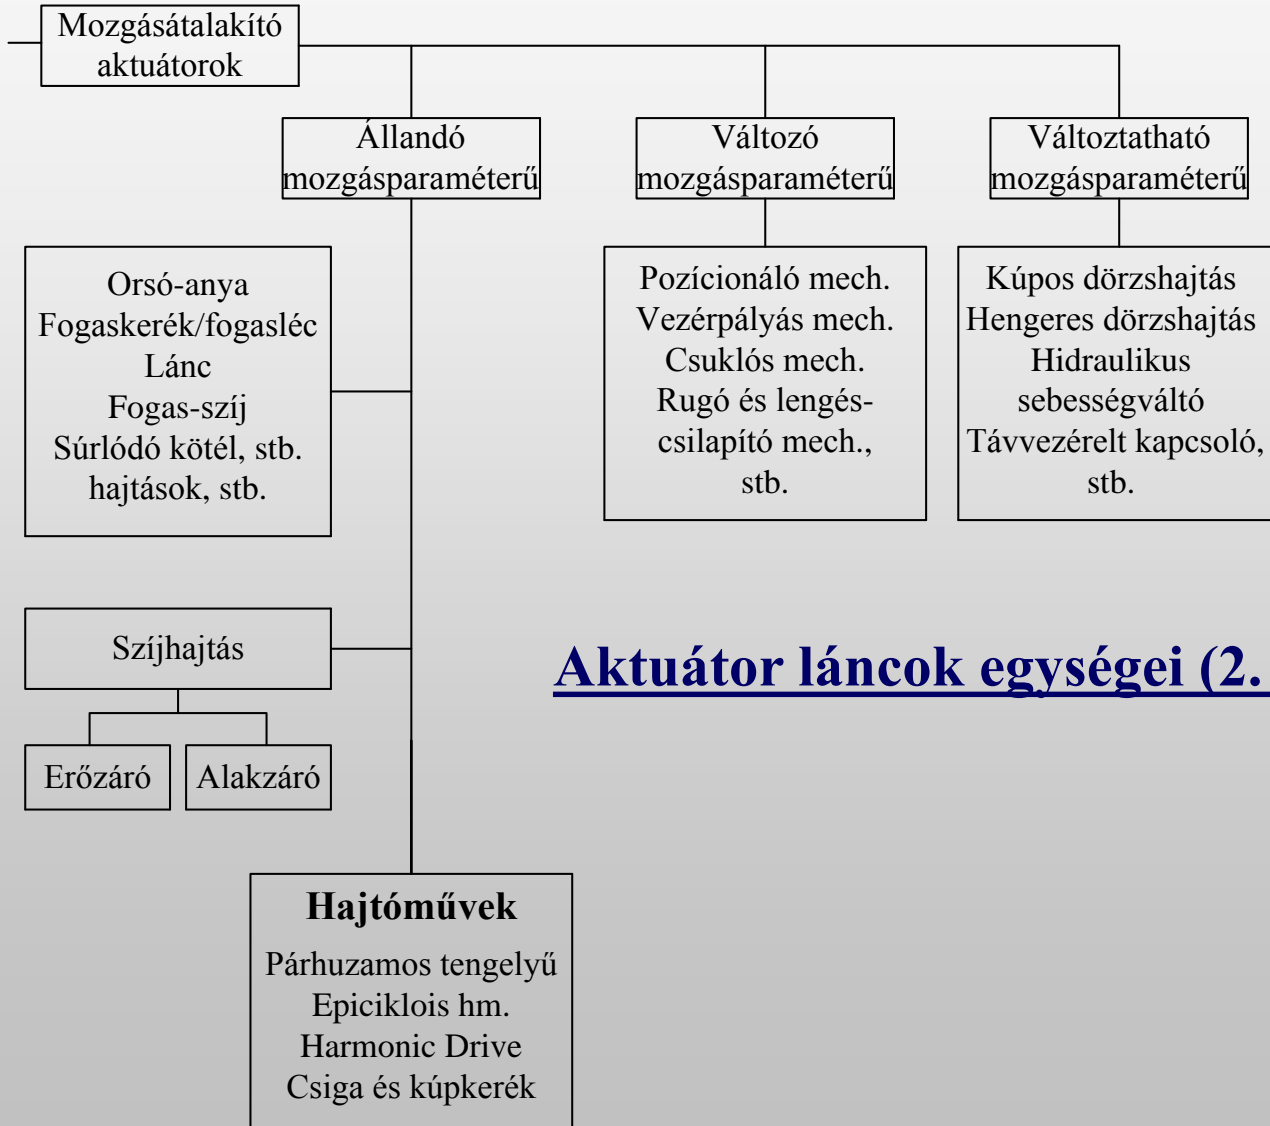 Mozgásátalakító
aktuátorok
Állandó
mozgásparaméterű
Változó
mozgásparaméterű
Változtatható
mozgásparaméterű
Orsó-anya
Fogaskerék/fogasléc
Lánc
Fogas-szíj
Súrlódó kötél, stb.
hajtások, stb.
Pozícionáló mech.
Vezérpályás mech.
Csuklós mech.
Rugó és lengés-
csilapító mech.,
stb.
Kúpos dörzshajtás
Hengeres dörzshajtás
Hidraulikus
sebességváltó
Távvezérelt kapcsoló,
stb.
Szíjhajtás
Erőzáró
Alakzáró
Aktuátor láncok egységei (2.
Hajtóművek
Párhuzamos tengelyű
Epiciklois hm.
Harmonic Drive
Csiga és kúpkerék